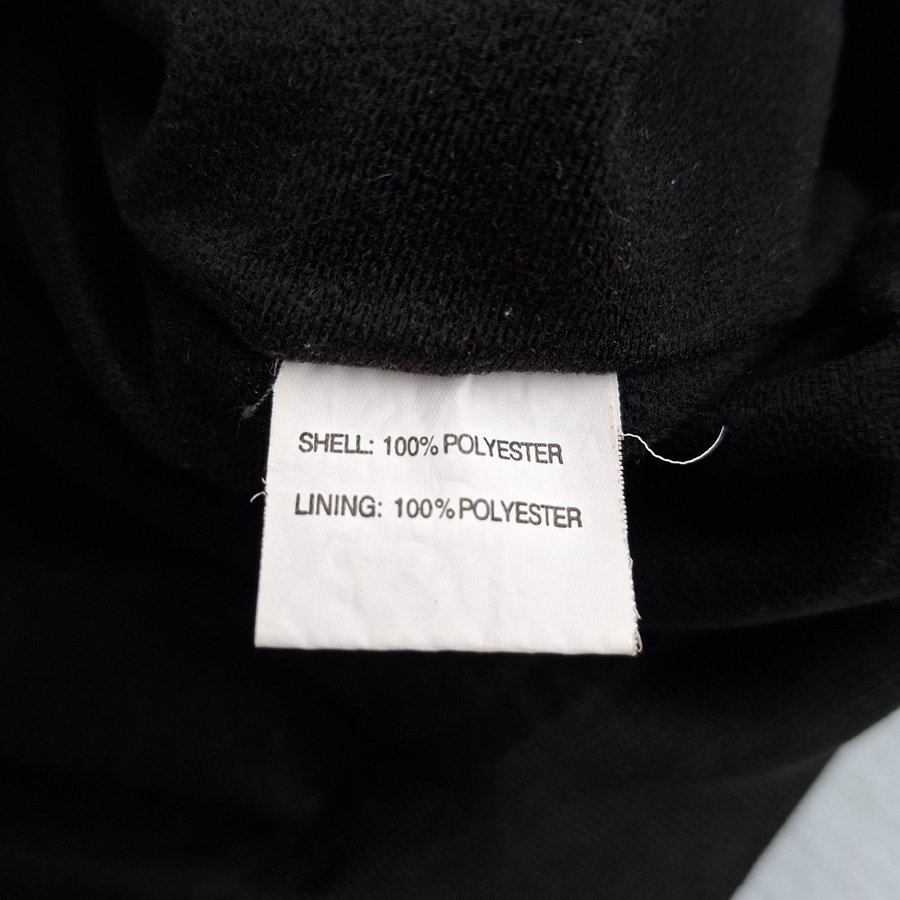 SHELL: 100% POLYESTER
LINING: 100% POLYESTER